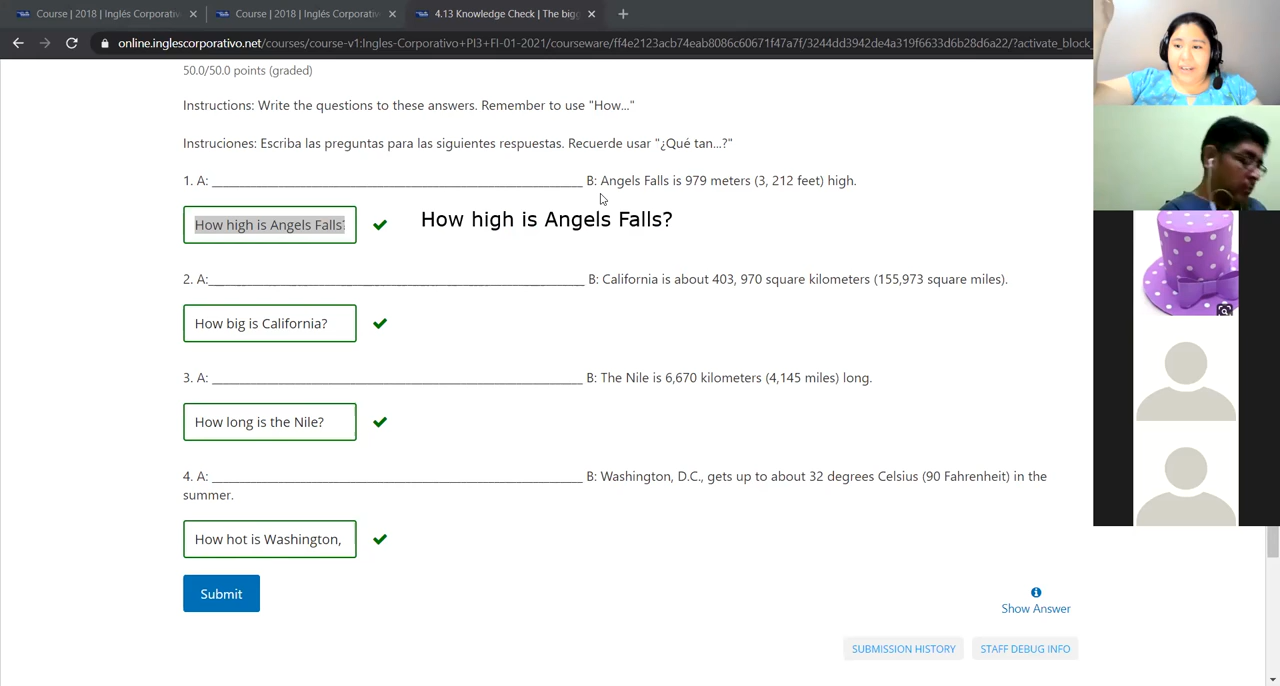 Course | 2018 | Inglés Corporativ
Course | 2018 | Inglés Corporativ
4.13 Knowledge Check | The bigg
online.inglescorporativo.net/courses/course-v1:Ingles-Corporativo+PI3+FI-01-2021/courseware/ff4e2123acb74eab8086c60671f47a7f/3244dd3942de4a319f6633d6b28d6a22/?activate_block_
50.0/50.0 points (graded)
Instructions: Write the questions to these answers. Remember to use "How..."
Instruciones: Escriba las preguntas para las siguientes respuestas. Recuerde usar "¿Qué tan...?"
1. A: ______________________________ B: Angels Falls is 979 meters (3, 212 feet) high.
How high is Angels Falls?
How high is Angels Falls?
2. A:______________________________ B: California is about 403, 970 square kilometers (155,973 square miles).
How big is California?
3. A: ______________________________ B: The Nile is 6,670 kilometers (4,145 miles) long.
How long is the Nile?
4. A: ______________________________ B: Washington, D.C., gets up to about 32 degrees Celsius (90 Fahrenheit) in the
summer.
How hot is Washington,
Submit
Show Answer
SUBMISSION HISTORY
STAFF DEBUG INFO